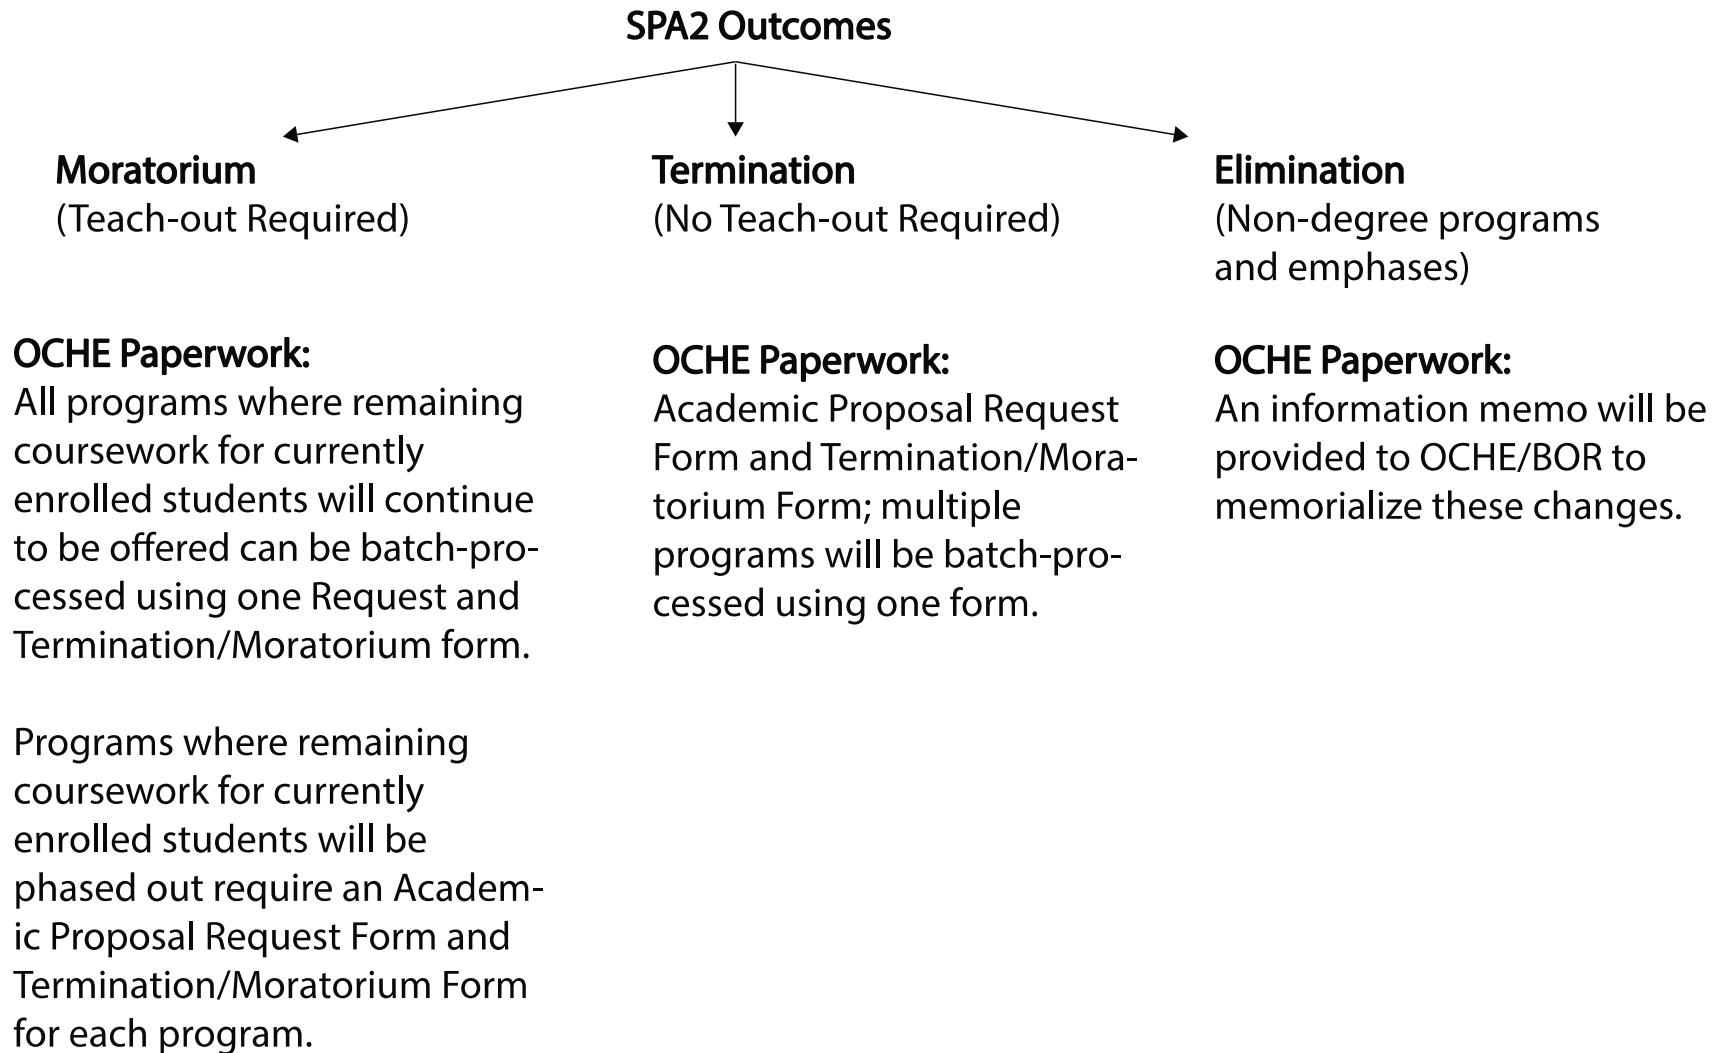 SPA2 Outcomes
Moratorium
(Teach-out Required)
OCHE Paperwork:
All programs where remaining
coursework for currently
enrolled students will continue
to be offered can be batch-pro-
cessed using one Request and
Termination/Moratorium form.
Programs where remaining
coursework for currently
enrolled students will be
phased out require an Academ-
ic Proposal Request Form and
Termination/Moratorium Form
for each program.
Termination
(No Teach-out Required)
OCHE Paperwork:
Academic Proposal Request
Form and Termination/Mora-
torium Form; multiple
programs will be batch-pro-
cessed using one form.
Elimination
(Non-degree programs
and emphases)
OCHE Paperwork:
An information memo will be
provided to OCHE/BOR to
memorialize these changes.